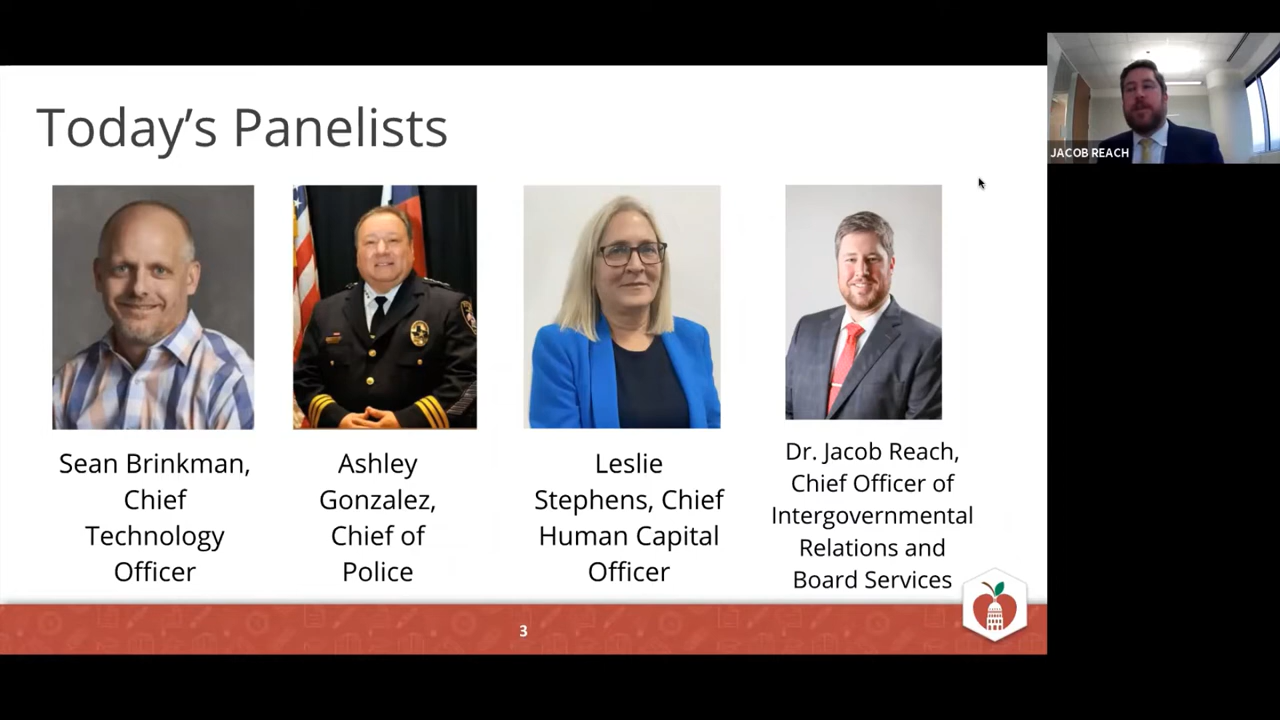 Today's Panelists
JACOB REACH
Sean Brinkman,
Chief
Technology
Officer
Ashley
Gonzalez,
Chief of
Police
Leslie
Stephens, Chief
Human Capital
Officer
Dr. Jacob Reach,
Chief Officer of
Intergovernmental
Relations and
Board Services
3